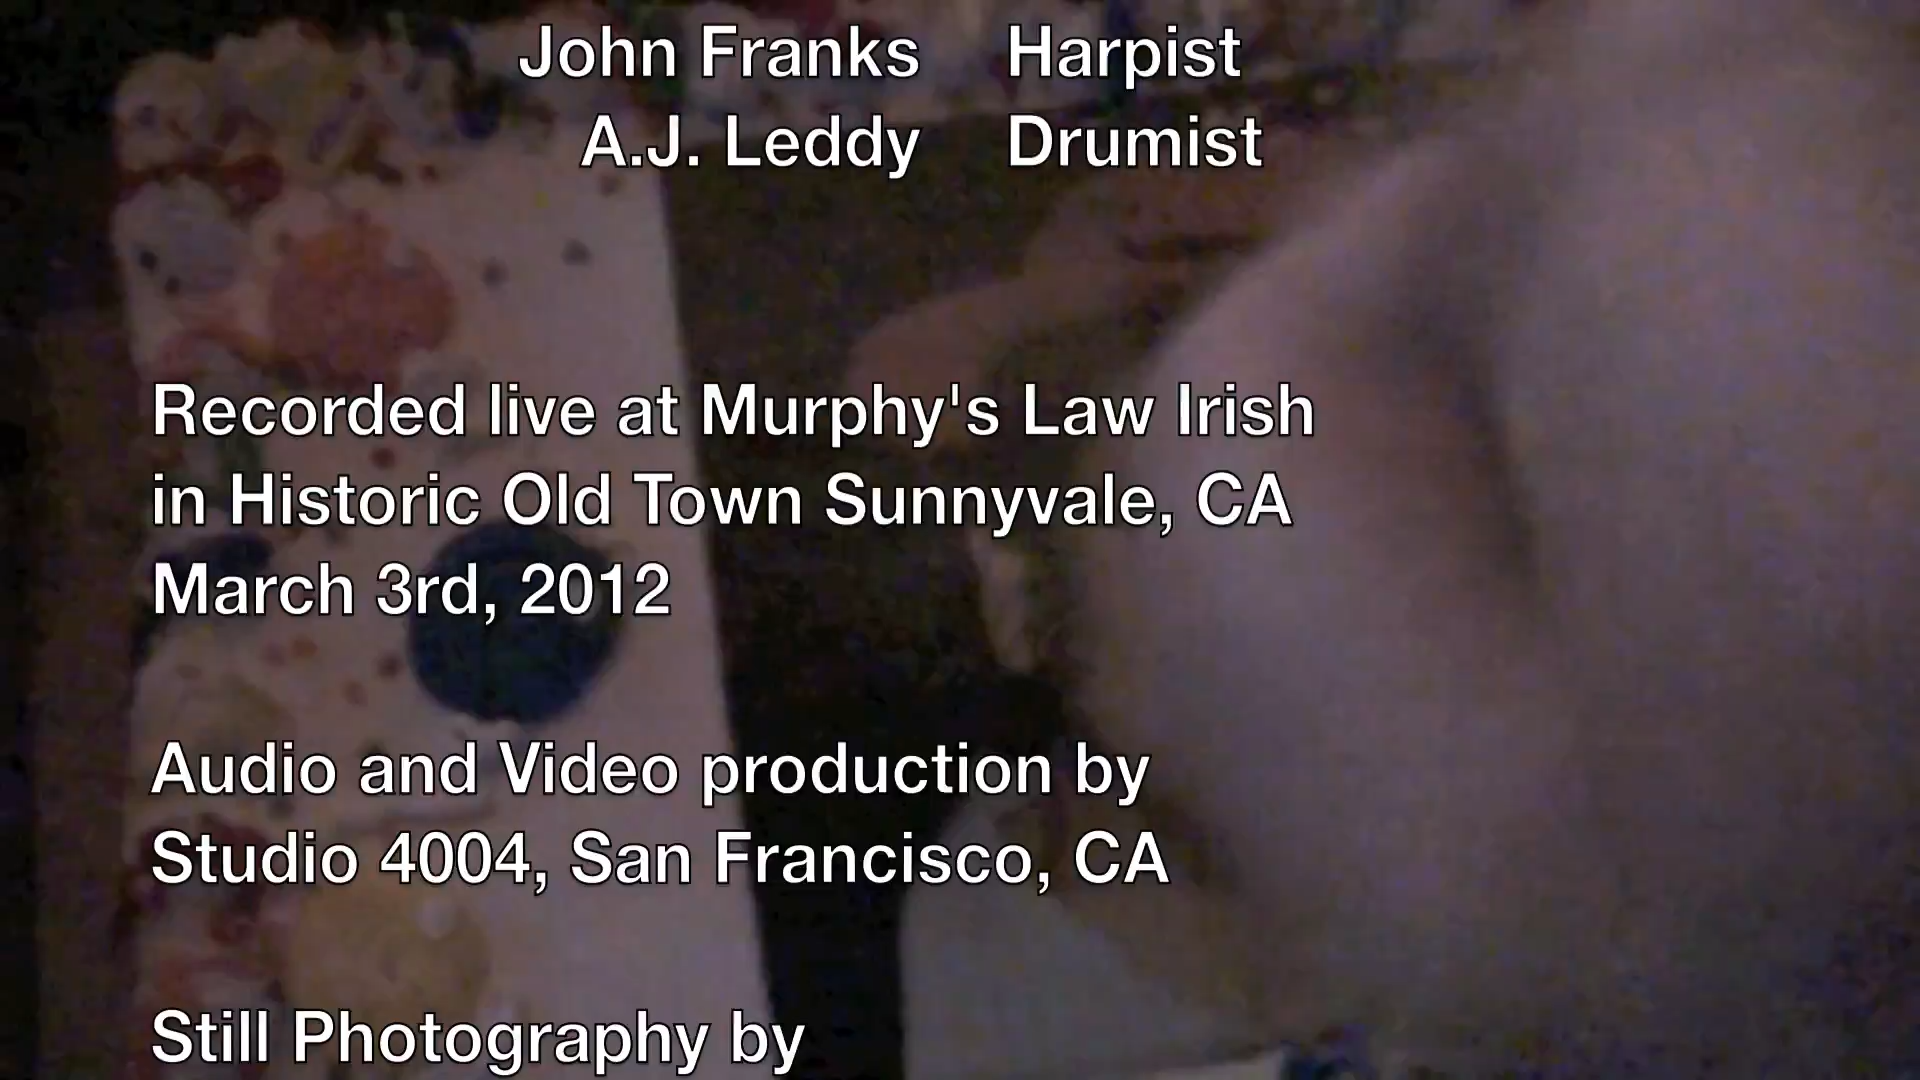 John Franks Harpist
A.J. Leddy Drumist
Recorded live at Murphy's Law Irish
in Historic Old Town Sunnyvale, CA
March 3rd, 2012
Audio and Video production by
Studio 4004, San Francisco, CA
Still Photography by